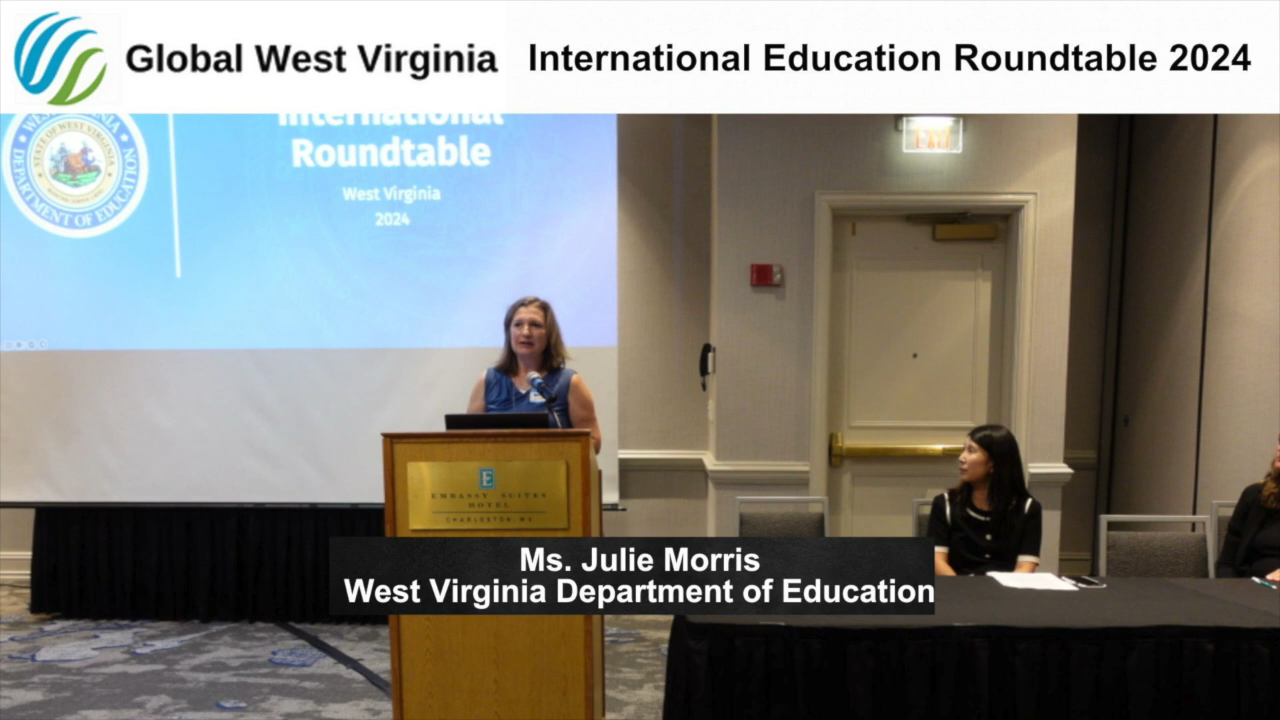 Global West Virginia
International Education Roundtable 2024
International
Roundtable
West Virginia
2024
STATE OF WEST VIRGINIA
DEPARTMENT OF EDUCATION
EXIT
E
EMBASSY SUITES
HOTEL
CHARLESTON, WV
Ms. Julie Morris
West Virginia Department of Education